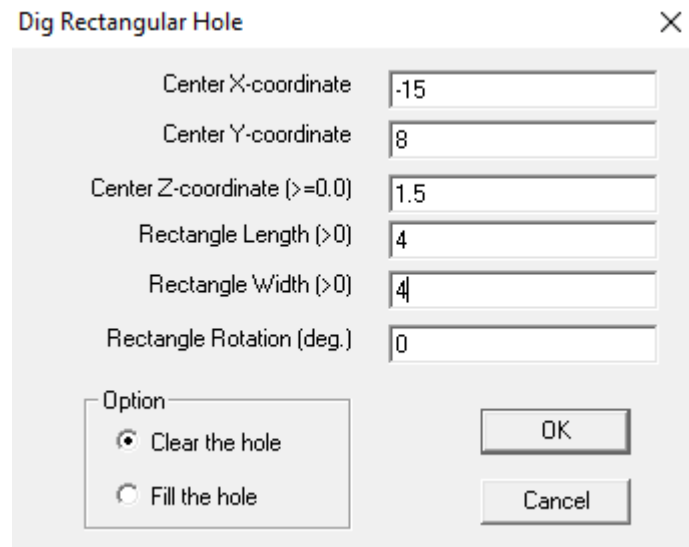 Dig Rectangular Hole
Center X-coordinate -15
Center Y-coordinate 8
Center Z-coordinate (>=0.0) 1.5
Rectangle Length (>0) 4
Rectangle Width (>0) 4
Rectangle Rotation (deg.) 0
Option
Clear the hole
OK
Fill the hole
Cancel